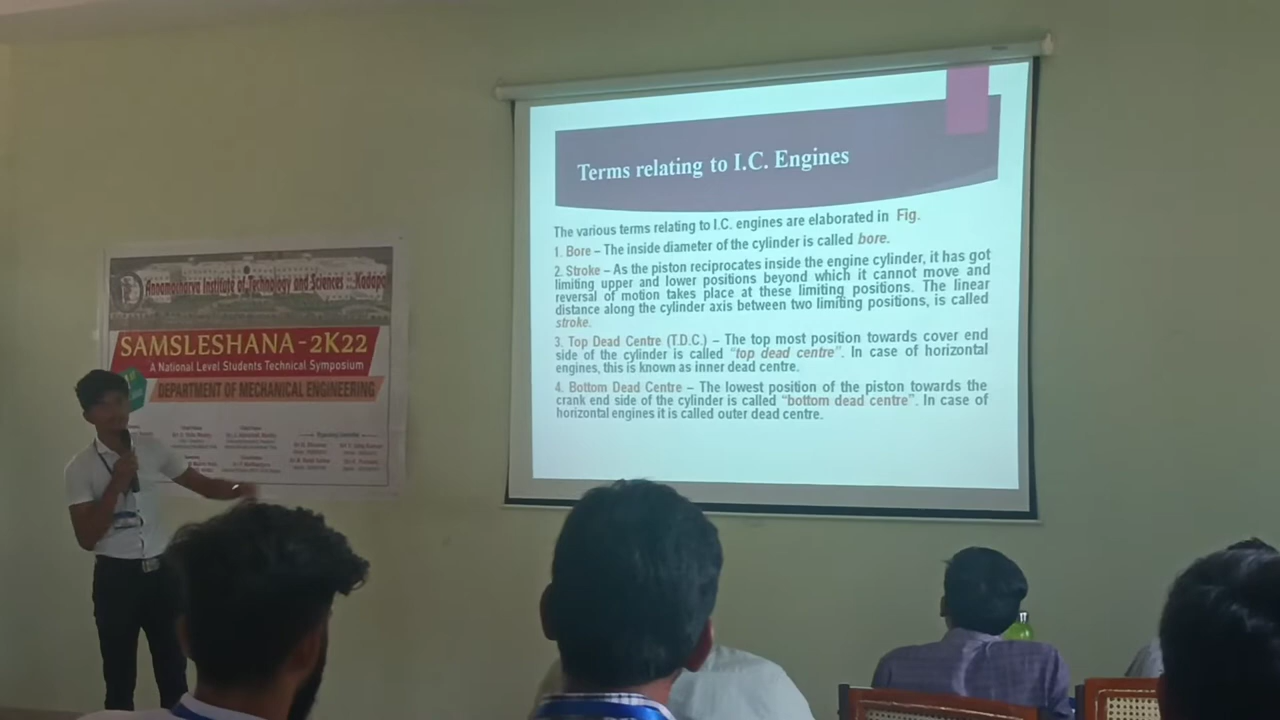 Annamacharya Institute of Technology and Sciences :: Kadapa
SAMSLESHANA - 2K22
A National Level Students Technical Symposium
DEPARTMENT OF MECHANICAL ENGINEERING
Terms relating to I.C. Engines
The various terms relating to I.C. engines are elaborated in Fig.
1. Bore – The inside diameter of the cylinder is called bore.
2. Stroke – As the piston reciprocates inside the engine cylinder, it has got
limiting upper and lower positions beyond which it cannot move and
reversal of motion takes place at these limiting positions. The linear
distance along the cylinder axis between two limiting positions, is called
stroke.
3. Top Dead Centre (T.D.C.) – The top most position towards cover end
side of the cylinder is called “top dead centre”. In case of horizontal
engines, this is known as inner dead centre.
4. Bottom Dead Centre – The lowest position of the piston towards the
crank end side of the cylinder is called “bottom dead centre”. In case of
horizontal engines it is called outer dead centre.